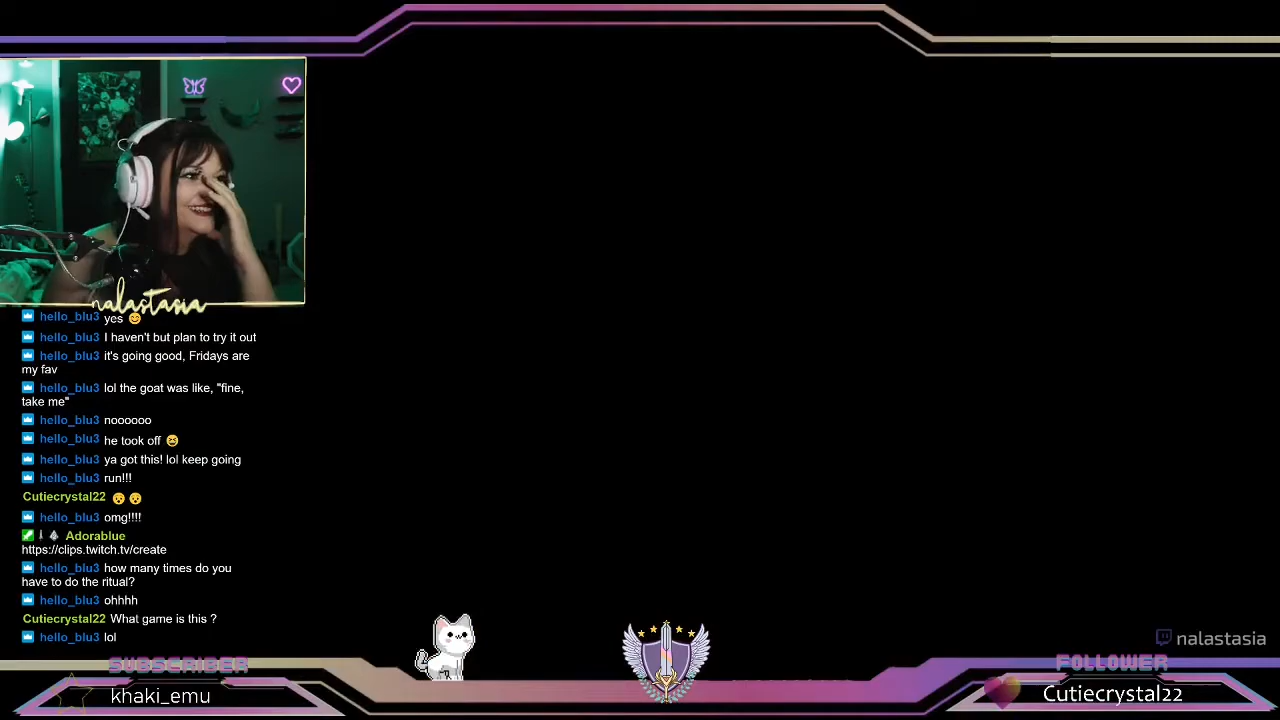 nalastasia
hello_blu3 yes 😊
hello_blu3 I haven't but plan to try it out
hello_blu3 it's going good, Fridays are
my fav
hello_blu3 lol the goat was like, "fine,
take me"
hello_blu3 noooooo
hello_blu3 he took off 😆
hello_blu3 ya got this! lol keep going
hello_blu3 run!!!
Cutiecrystal22 😧 😧
hello_blu3 omg!!!!
Adorablue
https://clips.twitch.tv/create
hello_blu3 how many times do you
have to do the ritual?
hello_blu3 ohhhh
Cutiecrystal22 What game is this ?
hello_blu3 lol
nalastasia
SUBSCRIBER
khaki_emu
FOLLOWER
Cutiecrystal22